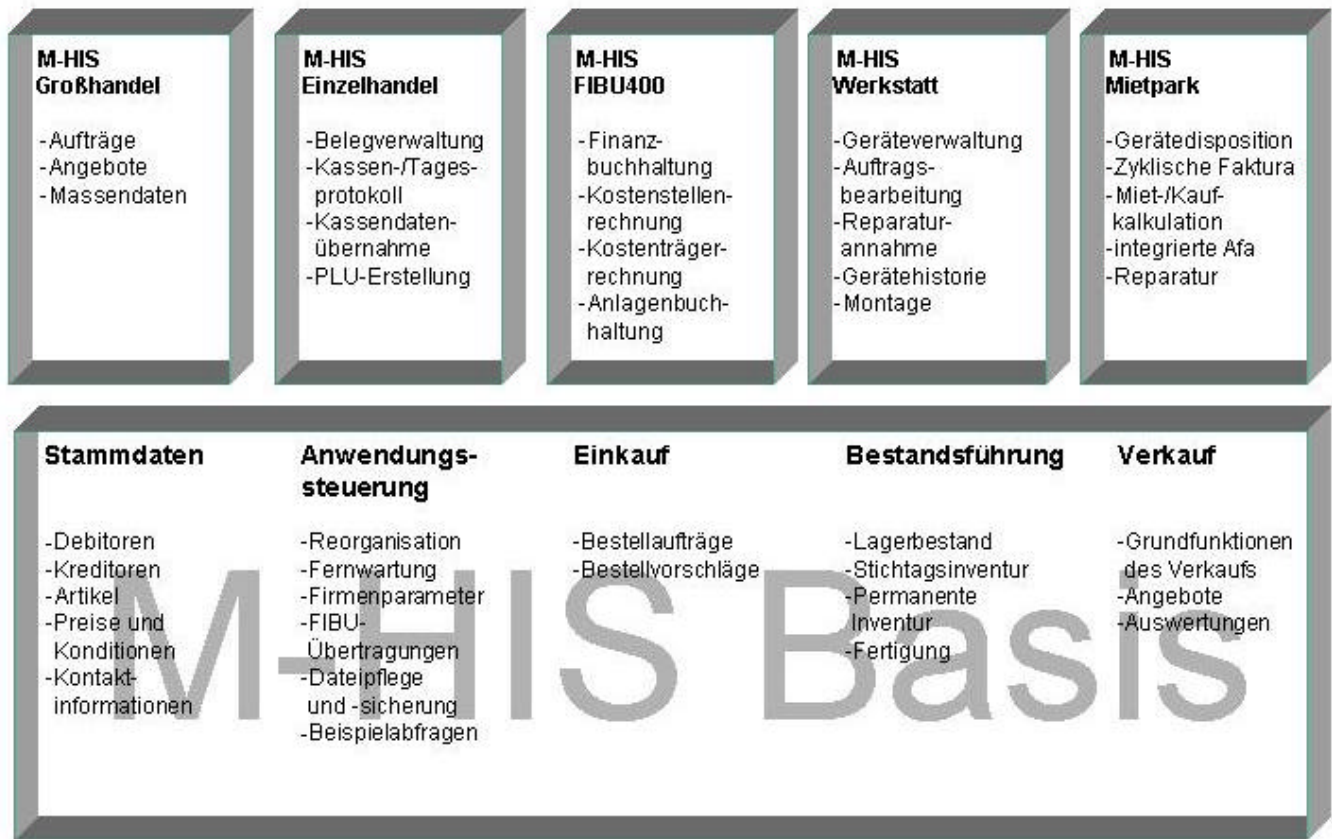 M-HIS
Großhandel
-Aufträge
-Angebote
-Massendaten
M-HIS
Einzelhandel
-Belegverwaltung
-Kassen-/Tages-
protokoll
-Kassendaten-
übernahme
-PLU-Erstellung
M-HIS
FIBU400
-Finanz-
buchhaltung
-Kostenstellen-
rechnung
-Kostenträger-
rechnung
-Anlagenbuch-
haltung
M-HIS
Werkstatt
-Geräteverwaltung
-Auftrags-
bearbeitung
-Reparatur-
annahme
-Gerätehistorie
-Montage
M-HIS
Mietpark
-Gerätedisposition
-Zyklische Faktura
-Miet-/Kauf-
kalkulation
-integrierte Afa
-Reparatur
Stammdaten
-Debitoren
-Kreditoren
-Artikel
-Preise und
Konditionen
-Kontakt-
informationen
Anwendungs-
steuerung
-Reorganisation
-Fernwartung
-Firmenparameter
-FIBU-
Übertragungen
-Dateipflege
und -sicherung
-Beispielabfragen
Einkauf
-Bestellaufträge
-Bestellvorschläge
Bestandsführung
-Lagerbestand
-Stichtagsinventur
-Permanente
Inventur
-Fertigung
Verkauf
-Grundfunktionen
des Verkaufs
-Angebote
-Auswertungen
M-HIS Basis